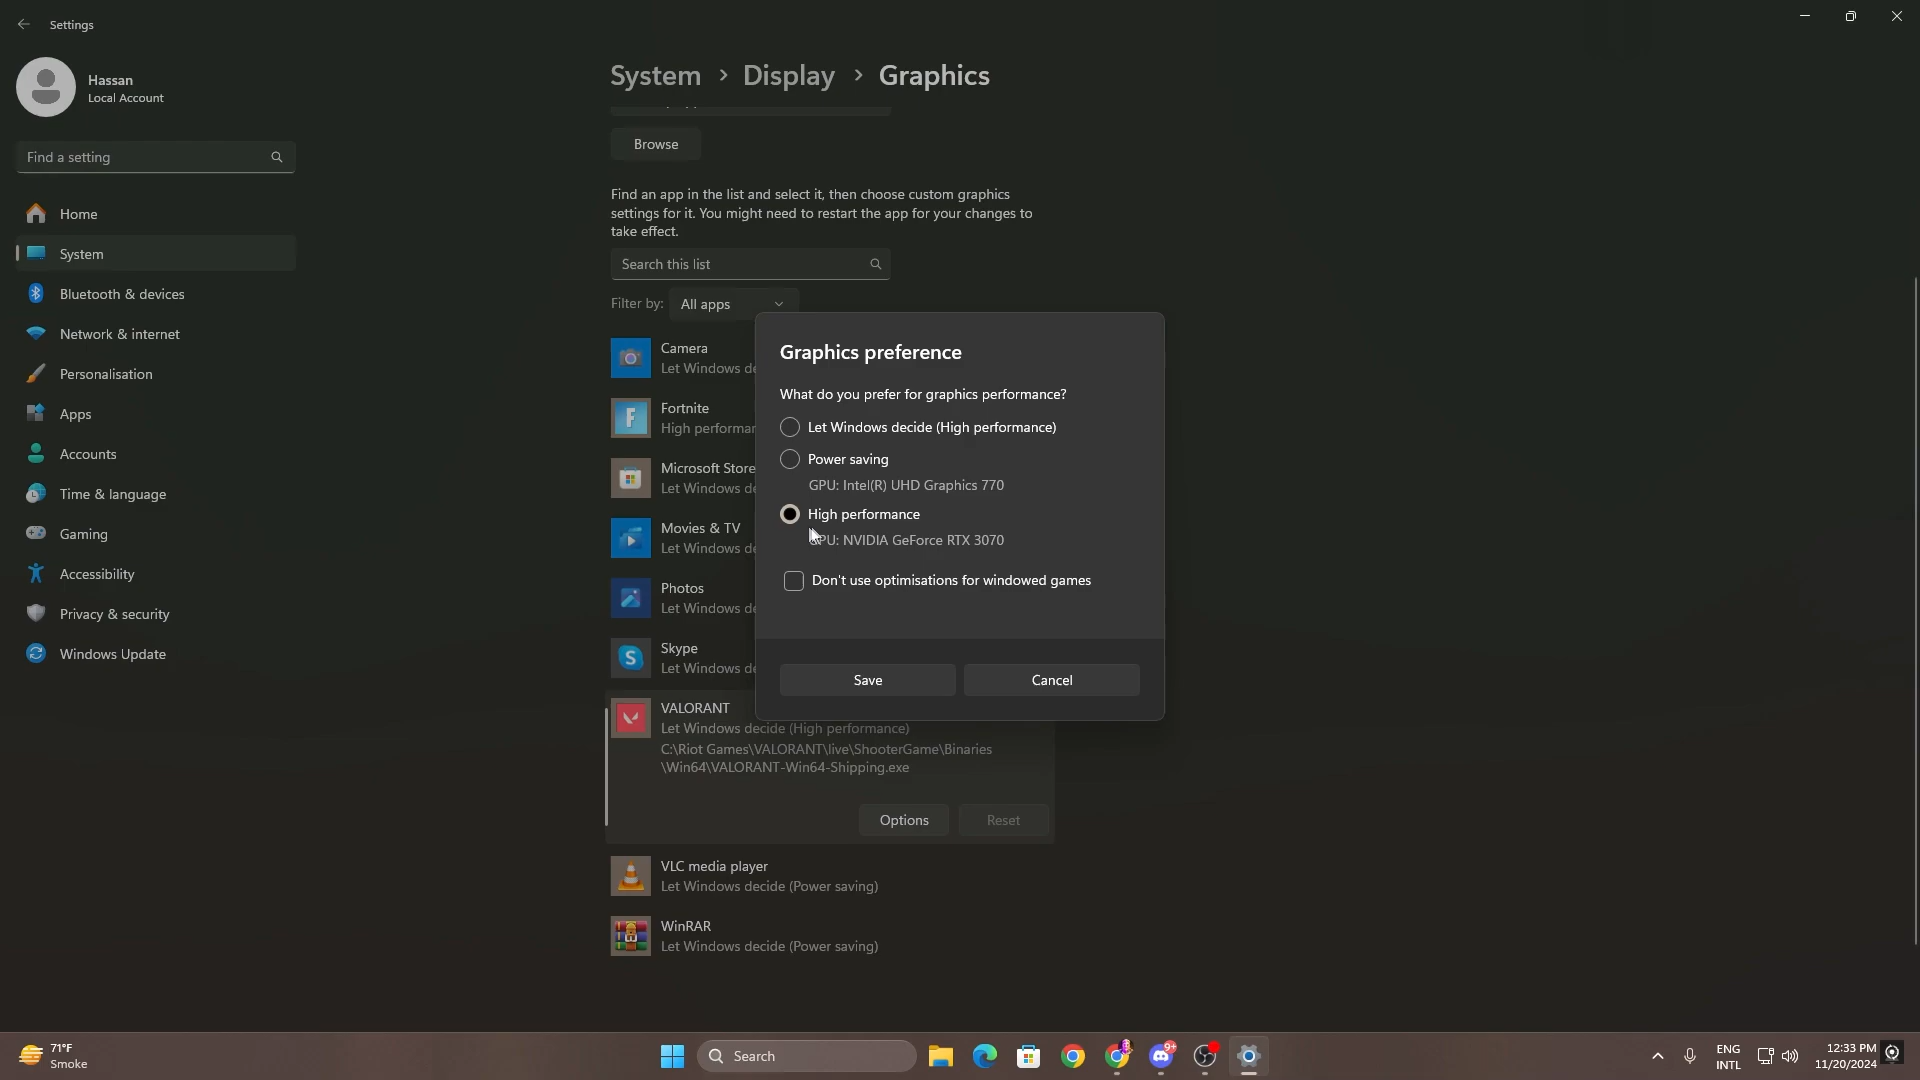 Settings
Hassan
Local Account
Find a setting
Home
System
Bluetooth & devices
Network & internet
Personalisation
Apps
Accounts
Time & language
Gaming
Accessibility
Privacy & security
Windows Update
System > Display > Graphics
Browse
Find an app in the list and select it, then choose custom graphics
settings for it. You might need to restart the app for your changes to
take effect.
Search this list
Filter by: All apps
Camera
Let Windows de
Fortnite
High performan
Microsoft Store
Let Windows de
Movies & TV
Let Windows de
Photos
Let Windows de
Skype
Let Windows de
VALORANT
Let Windows decide (High performance)
C:\Riot Games\VALORANT\live\ShooterGame\Binaries
\Win64\VALORANT-Win64-Shipping.exe
Options
Reset
VLC media player
Let Windows decide (Power saving)
WinRAR
Let Windows decide (Power saving)
Graphics preference
What do you prefer for graphics performance?
Let Windows decide (High performance)
Power saving
GPU: Intel(R) UHD Graphics 770
High performance
GPU: NVIDIA GeForce RTX 3070
Don't use optimisations for windowed games
Save
Cancel
71°F
Smoke
Search
9+
ENG
INTL
12:33 PM
11/20/2024